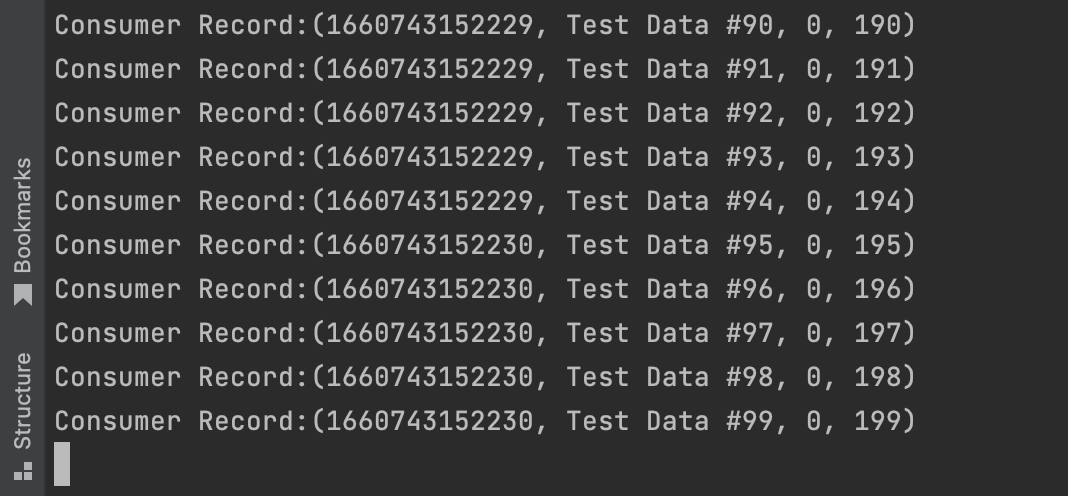 Consumer Record:(1660743152229, Test Data #90, 0, 190)
Consumer Record:(1660743152229, Test Data #91, 0, 191)
Consumer Record:(1660743152229, Test Data #92, 0, 192)
Consumer Record:(1660743152229, Test Data #93, 0, 193)
Consumer Record:(1660743152229, Test Data #94, 0, 194)
Consumer Record:(1660743152230, Test Data #95, 0, 195)
Consumer Record:(1660743152230, Test Data #96, 0, 196)
Consumer Record:(1660743152230, Test Data #97, 0, 197)
Consumer Record:(1660743152230, Test Data #98, 0, 198)
Consumer Record:(1660743152230, Test Data #99, 0, 199)
Bookmarks
Structure